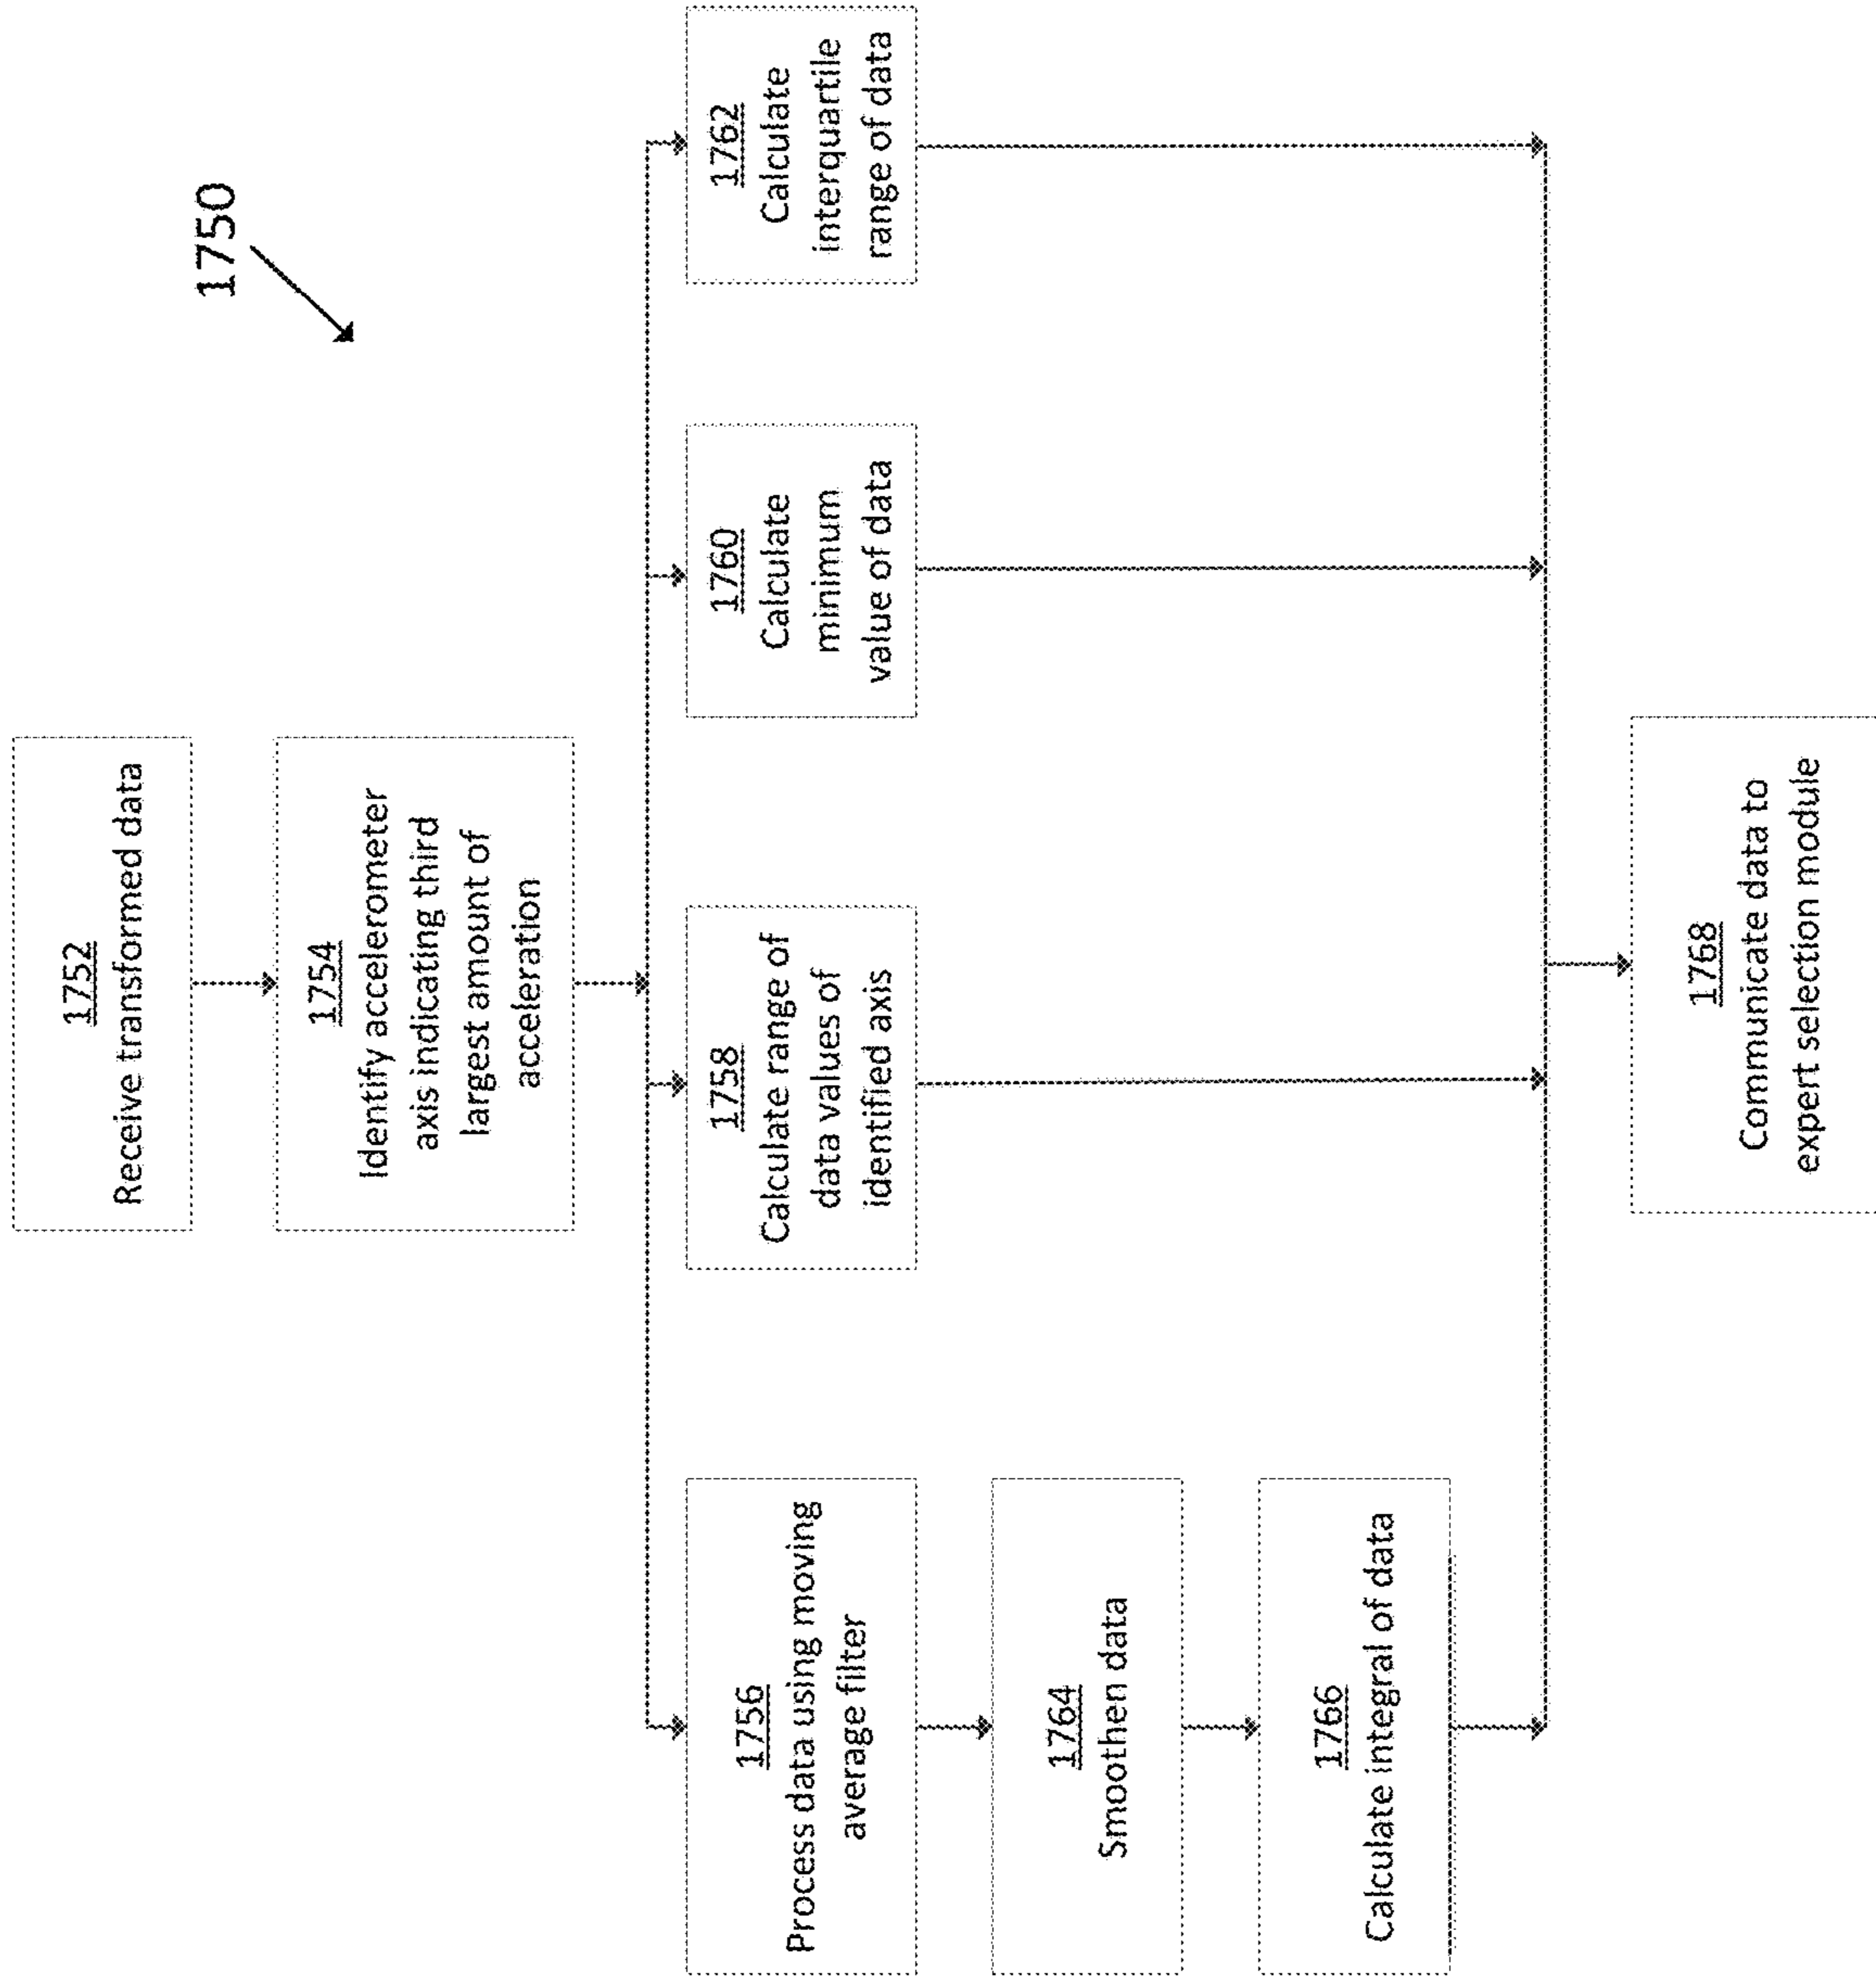 1750
1752
Receive transformed data
1754
Identify accelerometer
axis indicating third
largest amount of
acceleration
1756
Process data using moving
average filter
1758
Calculate range of
data values of
identified axis
1760
Calculate
minimum
value of data
1762
Calculate
interquartile
range of data
1764
Smoothen data
1766
Calculate integral of data
1768
Communicate data to
expert selection module